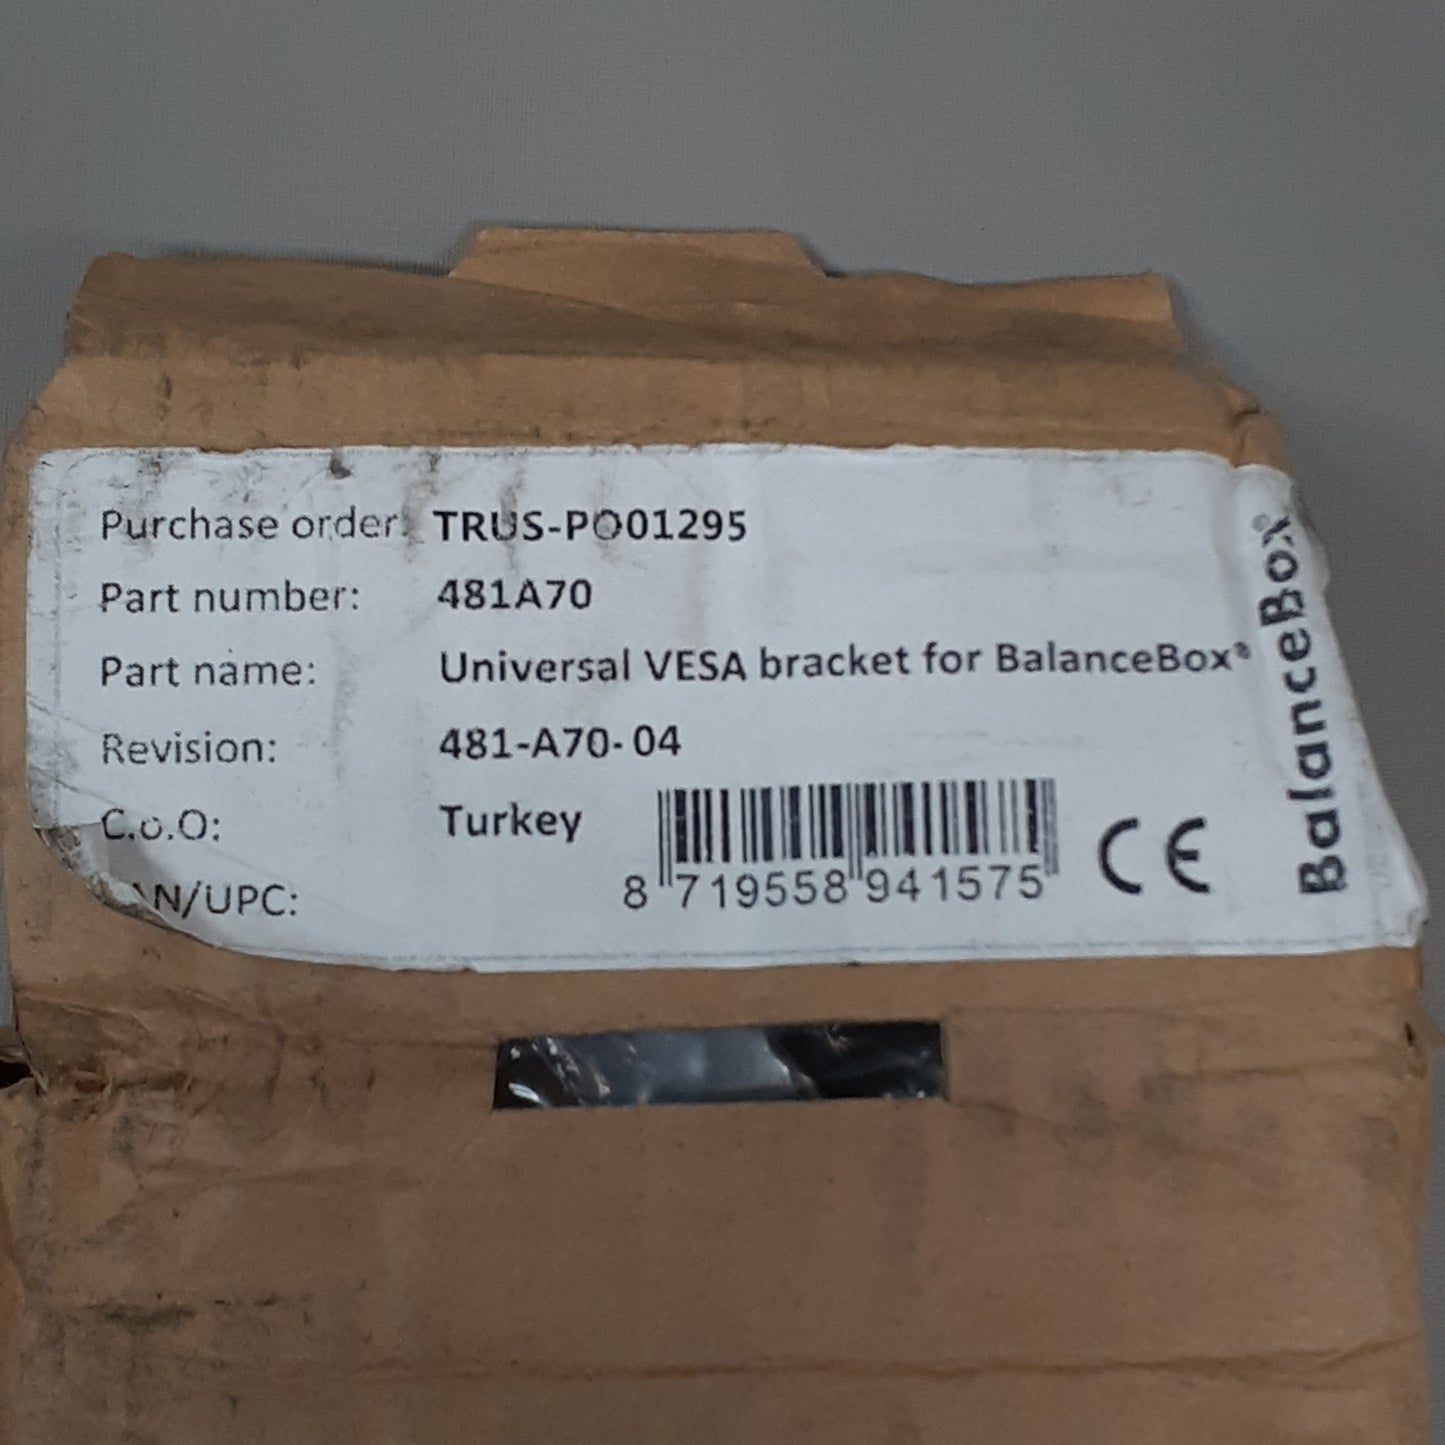 Purchase order: TRUS-PO01295
Part number: 481A70
Part name: Universal VESA bracket for BalanceBox®
Revision: 481-A70-04
C.o.O: Turkey
AN/UPC: 8 719558 941575
CE
BalanceBox®